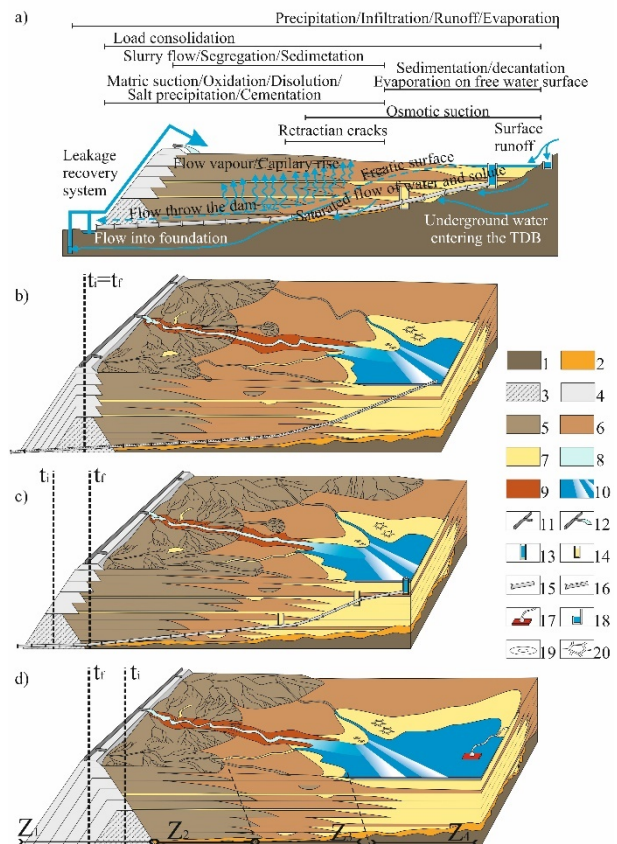 a)
Precipitation/Infiltration/Runoff/Evaporation
Load consolidation
Slurry flow/Segregation/Sedimetation
Matric suction/Oxidation/Disolution/
Salt precipitation/Cementation
Sedimentation/decantation
Evaporation on free water surface
Osmotic suction
Retractian cracks
Surface
runoff
Leakage
recovery
system
Flow vapour/Capilary rise
Freatic surface
Flow throw the dam
Saturated flow of water and solute
Flow into foundation
Underground water
entering the TDB
b)
ti=tf
1
2
3
4
5
6
7
8
9
10
11
12
13
14
15
16
17
18
19
20
c)
ti
tf
d)
tf
ti
Z1
Z2
Z3